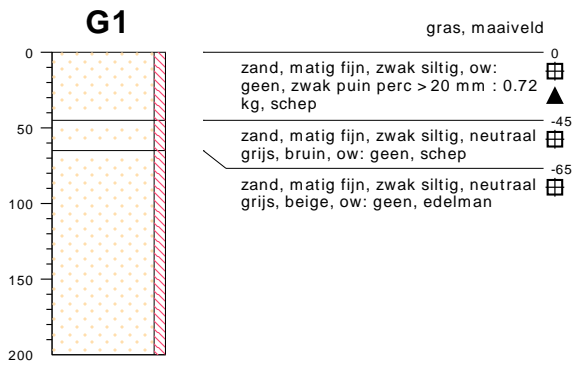 G1
gras, maaiveld
0
50
100
150
200
0
zand, matig fijn, zwak siltig, ow:
geen, zwak puin perc > 20 mm : 0.72
kg, schep
-45
zand, matig fijn, zwak siltig, neutraal
grijs, bruin, ow: geen, schep
-65
zand, matig fijn, zwak siltig, neutraal
grijs, beige, ow: geen, edelman